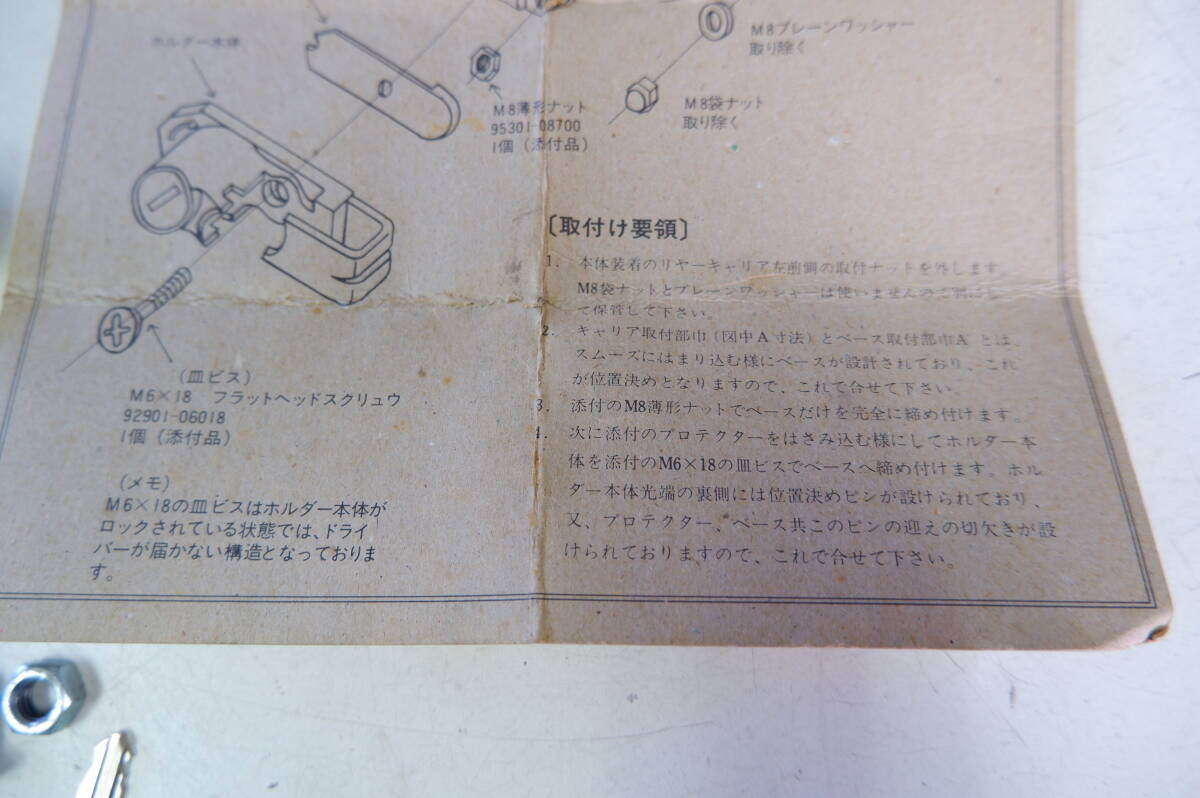 ホルダー本体
M8薄形ナット
95301-08700
1個（添付品）
M8プレーンワッシャー
取り除く
M8袋ナット
取り除く
（皿ビス）
M6×18 フラットヘッドスクリュウ
92901-06018
1個（添付品）
（メモ）
M6×18の皿ビスはホルダー本体が
ロックされている状態では、ドライ
バーが届かない構造となっておりま
す。
〔取付け要領〕
1. 本体装着のリヤーキャリア左前側の取付ナットを外します。
M8袋ナットとプレーンワッシャーは使いませんので
て保管して下さい。
2. キャリア取付部巾（図中A寸法）とベース取付部巾A'とは、
スムーズにはまり込む様にベースが設計されており、これ
が位置決めとなりますので、これで合せて下さい。
3. 添付のM8薄形ナットでベースだけを完全に締め付けます。
4. 次に添付のプロテクターをはさみ込む様にしてホルダー本
体を添付のM6×18の皿ビスでベースへ締め付けます。ホル
ダー本体光端の裏側には位置決めピンが設けられており、
又、プロテクター、ベース共このピンの迎えの切欠きが設
けられておりますので、これで合せて下さい。